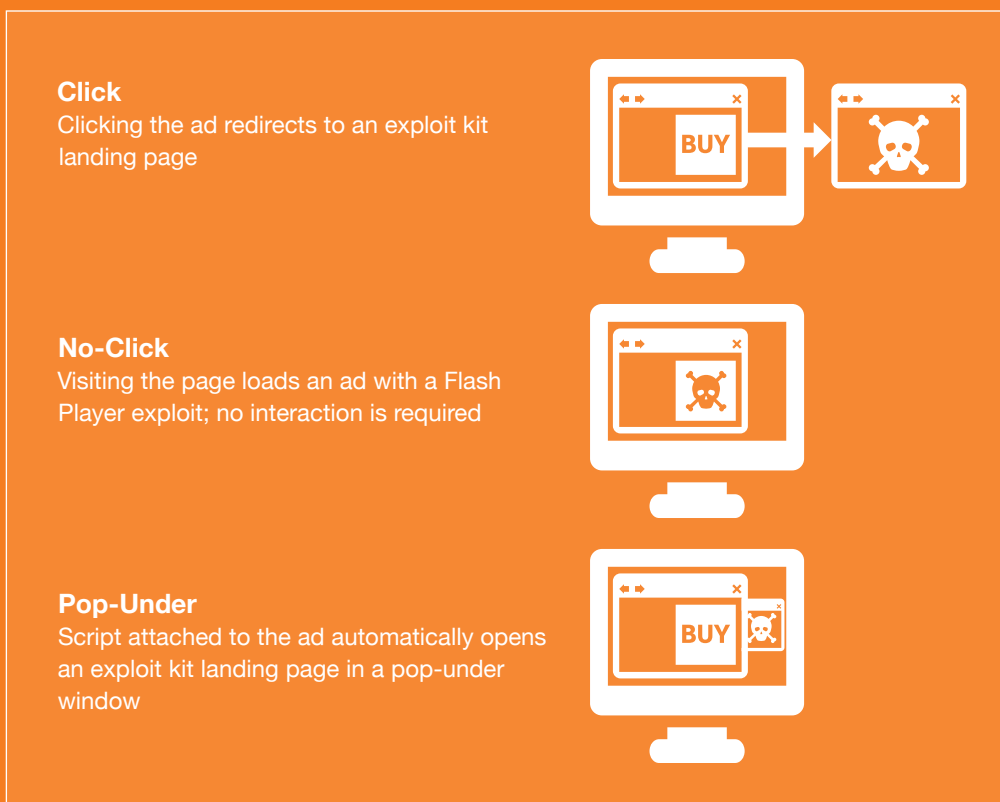 Click
Clicking the ad redirects to an exploit kit
landing page
BUY
No-Click
Visiting the page loads an ad with a Flash
Player exploit; no interaction is required
Pop-Under
Script attached to the ad automatically opens
an exploit kit landing page in a pop-under
window
BUY